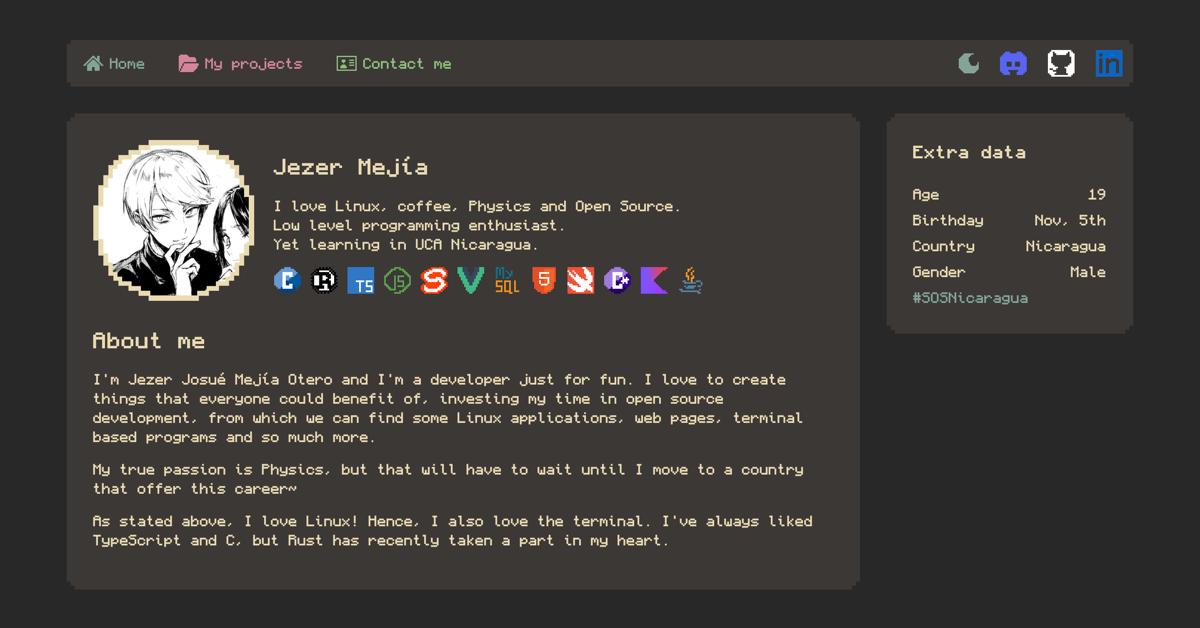 Home
My projects
Contact me
in
Jezer Mejía
I love Linux, coffee, Physics and Open Source.
Low level programming enthusiast.
Yet learning in UCA Nicaragua.
C R TS JS S V My SQL 5 C+ K
About me
I'm Jezer Josué Mejía Otero and I'm a developer just for fun. I love to create
things that everyone could benefit of, investing my time in open source
development, from which we can find some Linux applications, web pages, terminal
based programs and so much more.
My true passion is Physics, but that will have to wait until I move to a country
that offer this career~
As stated above, I love Linux! Hence, I also love the terminal. I've always liked
TypeScript and C, but Rust has recently taken a part in my heart.
Extra data
Age 19
Birthday Nov, 5th
Country Nicaragua
Gender Male
#SOSNicaragua